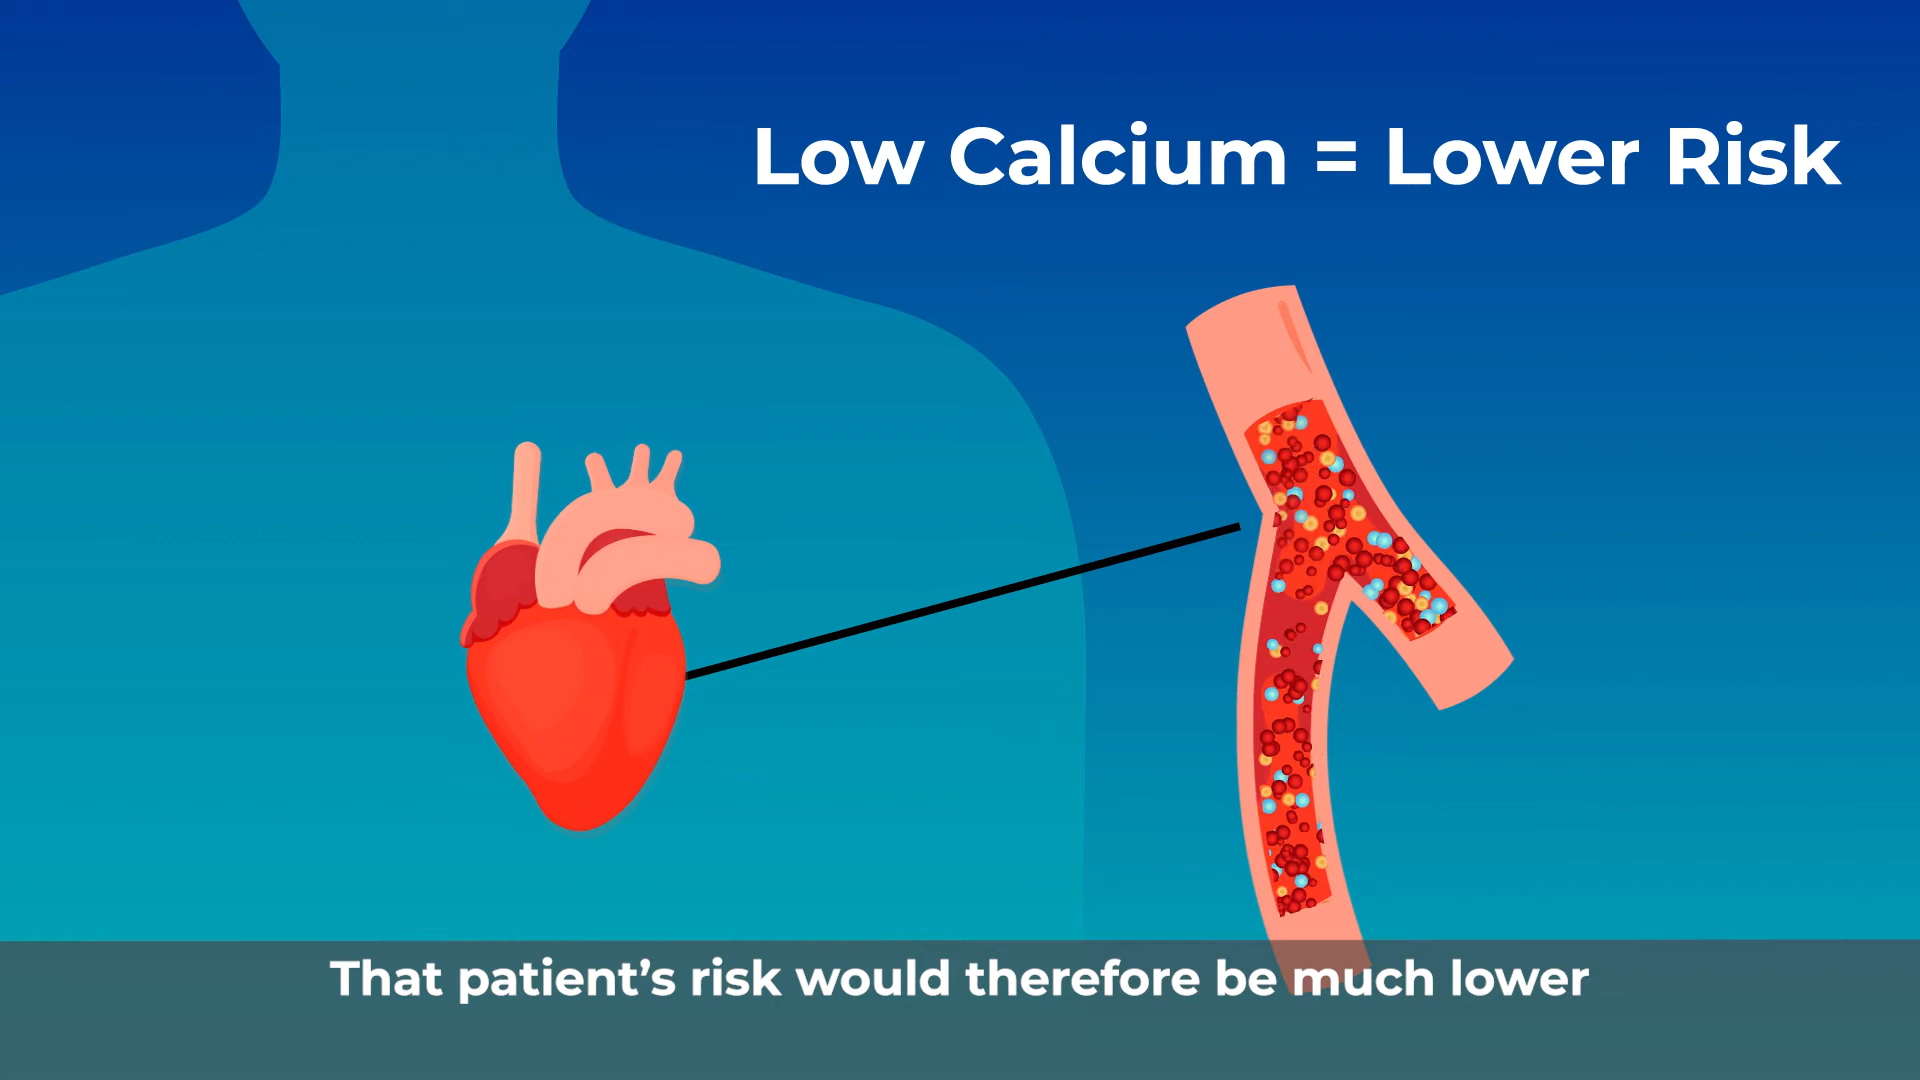 Low Calcium = Lower Risk
That patient’s risk would therefore be much lower